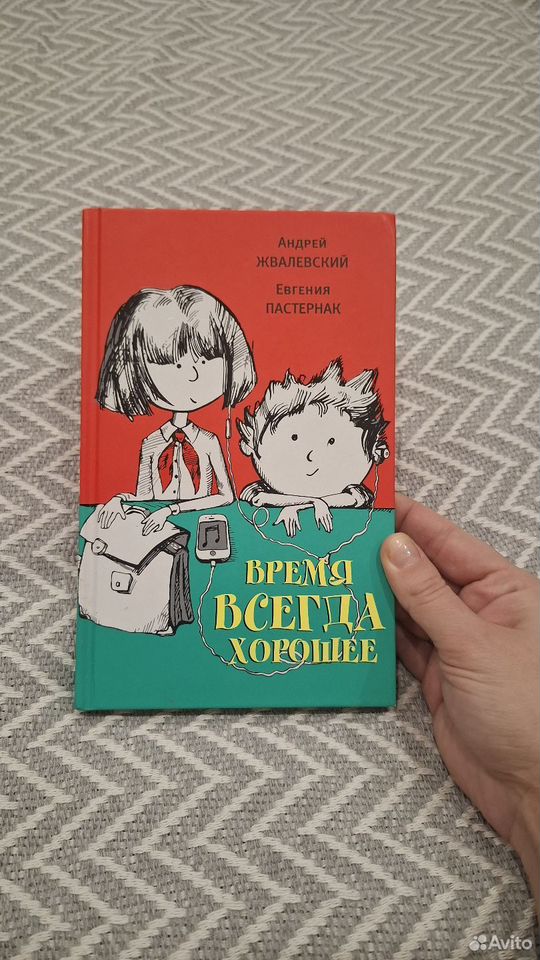 Андрей
ЖВАЛЕВСКИЙ
Евгения
ПАСТЕРНАК
ВРЕМЯ
ВСЕГДА
ХОРОШЕЕ
Avito